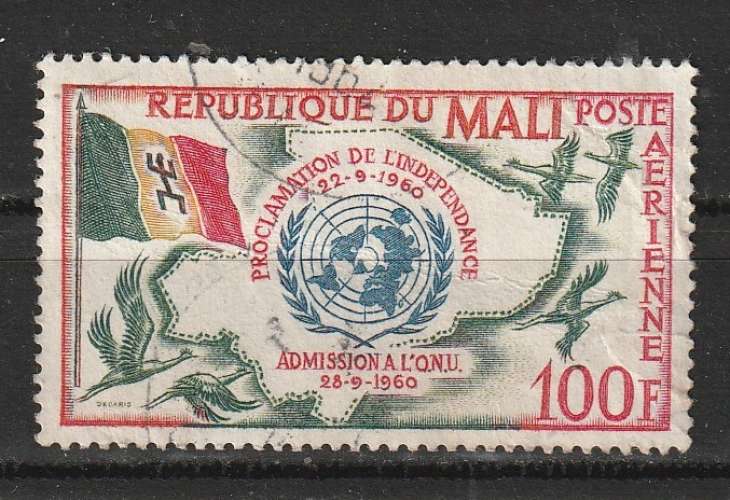 REPUBLIQUE DU MALI
POSTE
AERIENNE
PROCLAMATION DE L'INDEPENDANCE
22-9-1960
ADMISSION A L'O.N.U.
28-9-1960
DECARIS
100F